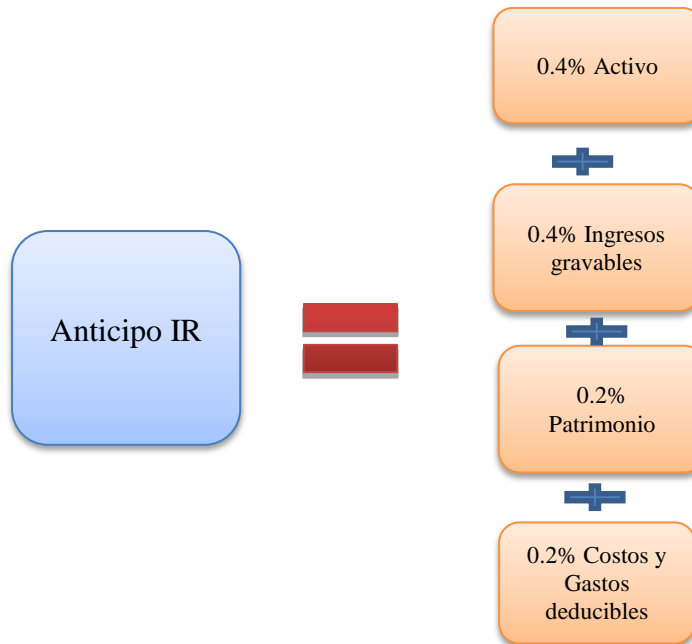 Anticipo IR
0.4% Activo
0.4% Ingresos
gravables
0.2%
Patrimonio
0.2% Costos y
Gastos
deducibles